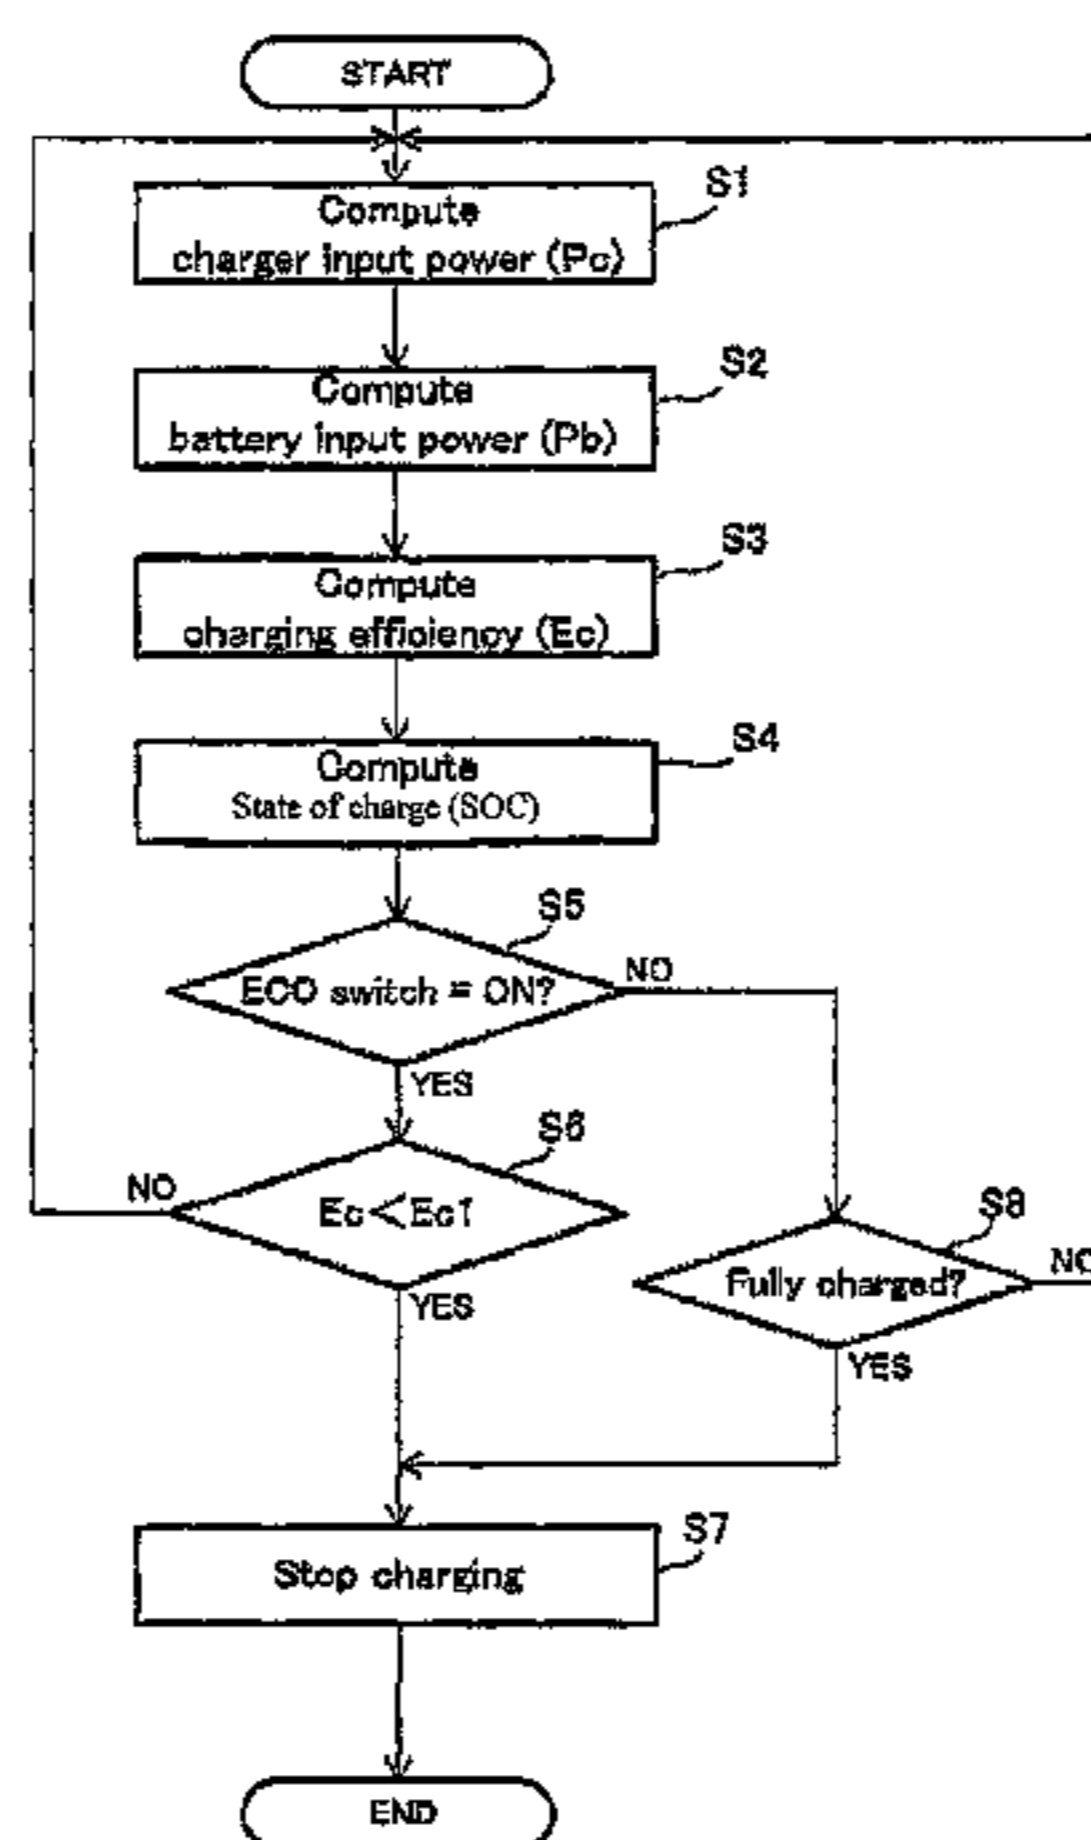 START
S1
Compute
charger input power (Pc)
S2
Compute
battery input power (Pb)
S3
Compute
charging efficiency (Ec)
S4
Compute
State of charge (SOC)
S5
ECO switch = ON?
NO
YES
S6
NO
Ec<Ec1
YES
S8
Fully charged?
NO
YES
S7
Stop charging
END